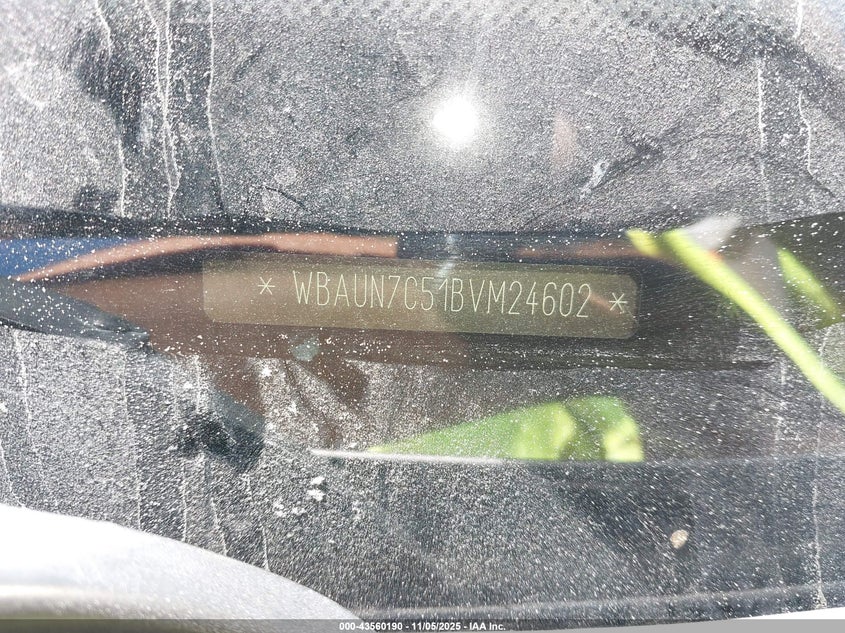 * WBAUN7C51BVM24602 *
000-43560190 - 11/05/2025 - IAA Inc.